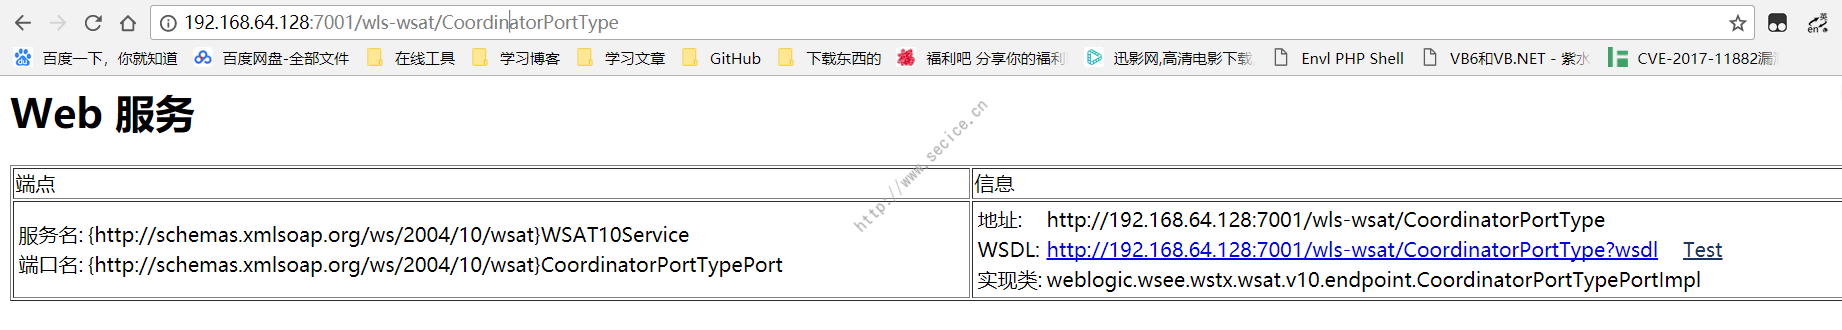 192.168.64.128:7001/wls-wsat/CoordinatorPortType
百度一下，你就知道 百度网盘-全部文件 在线工具 学习博客 学习文章 GitHub 下载东西的 福利吧 分享你的福利 迅影网,高清电影下载 Envl PHP Shell VB6和VB.NET - 紫水 CVE-2017-11882漏
Web 服务
端点 信息
服务名: {http://schemas.xmlsoap.org/ws/2004/10/wsat}WSAT10Service
端口名: {http://schemas.xmlsoap.org/ws/2004/10/wsat}CoordinatorPortTypePort
地址: http://192.168.64.128:7001/wls-wsat/CoordinatorPortType
WSDL: http://192.168.64.128:7001/wls-wsat/CoordinatorPortType?wsdl Test
实现类: weblogic.wsee.wstx.wsat.v10.endpoint.CoordinatorPortTypePortImpl
http://www.secice.cn
英
en